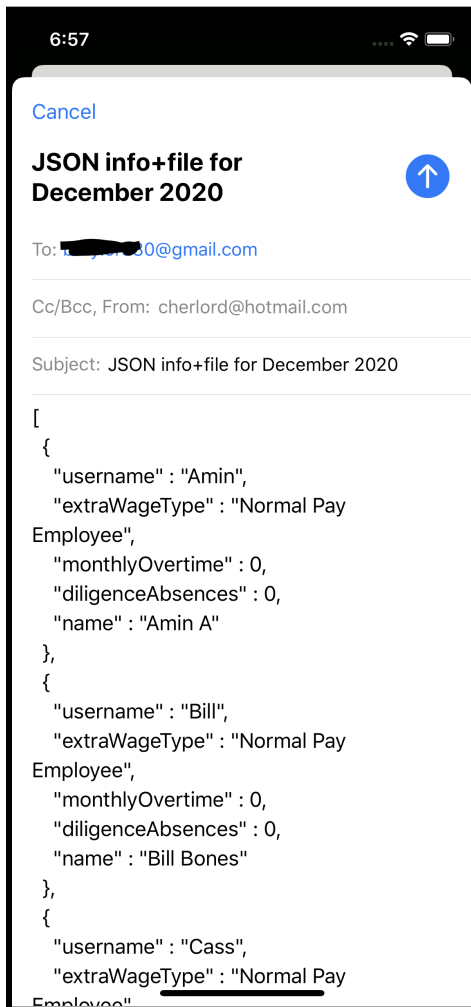 6:57
Cancel
JSON info+file for
December 2020
To: 0@gmail.com
Cc/Bcc, From: cherlord@hotmail.com
Subject: JSON info+file for December 2020
[
{
"username" : "Amin",
"extraWageType" : "Normal Pay
Employee",
"monthlyOvertime" : 0,
"diligenceAbsences" : 0,
"name" : "Amin A"
},
{
"username" : "Bill",
"extraWageType" : "Normal Pay
Employee",
"monthlyOvertime" : 0,
"diligenceAbsences" : 0,
"name" : "Bill Bones"
},
{
"username" : "Cass",
"extraWageType" : "Normal Pay
Employee"